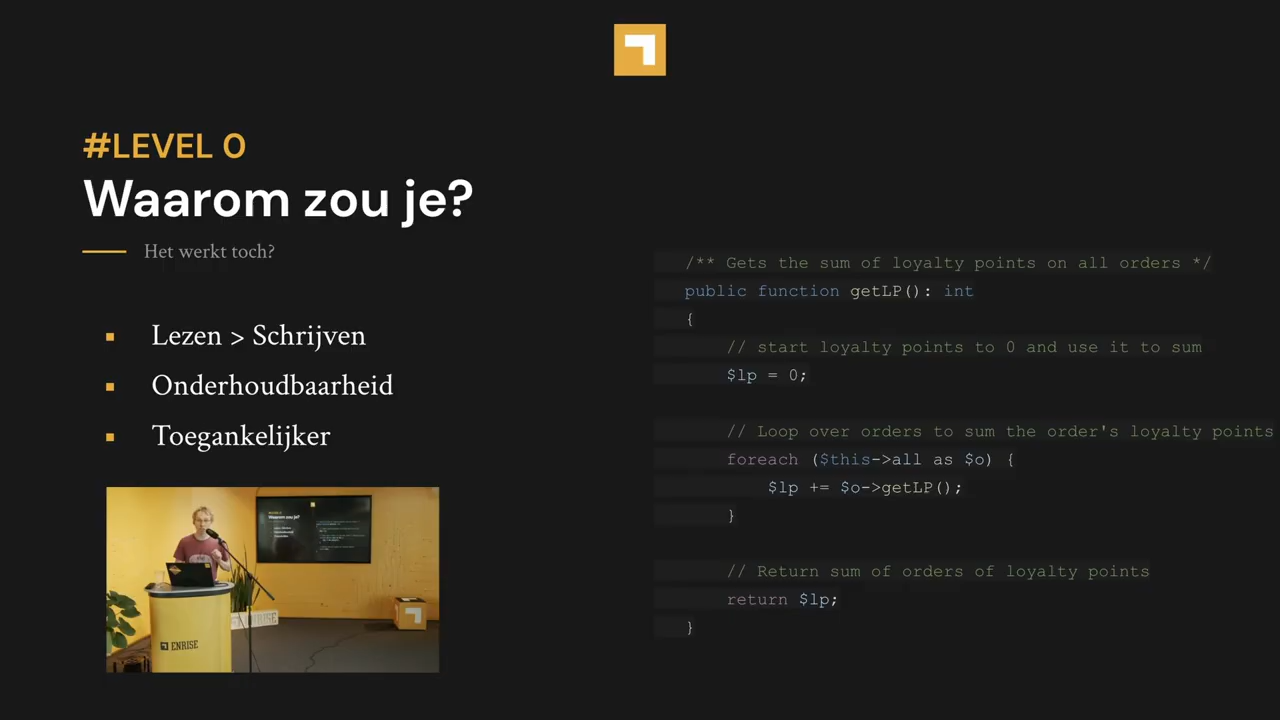 #LEVEL 0
Waarom zou je?
Het werkt toch?
Lezen > Schrijven
Onderhoudbaarheid
Toegankelijker
ENRISE
/** Gets the sum of loyalty points on all orders */
public function getLP(): int
{
// start loyalty points to 0 and use it to sum
$lp = 0;
// Loop over orders to sum the order's loyalty points
foreach ($this->all as $o) {
$lp += $o->getLP();
}
// Return sum of orders of loyalty points
return $lp;
}